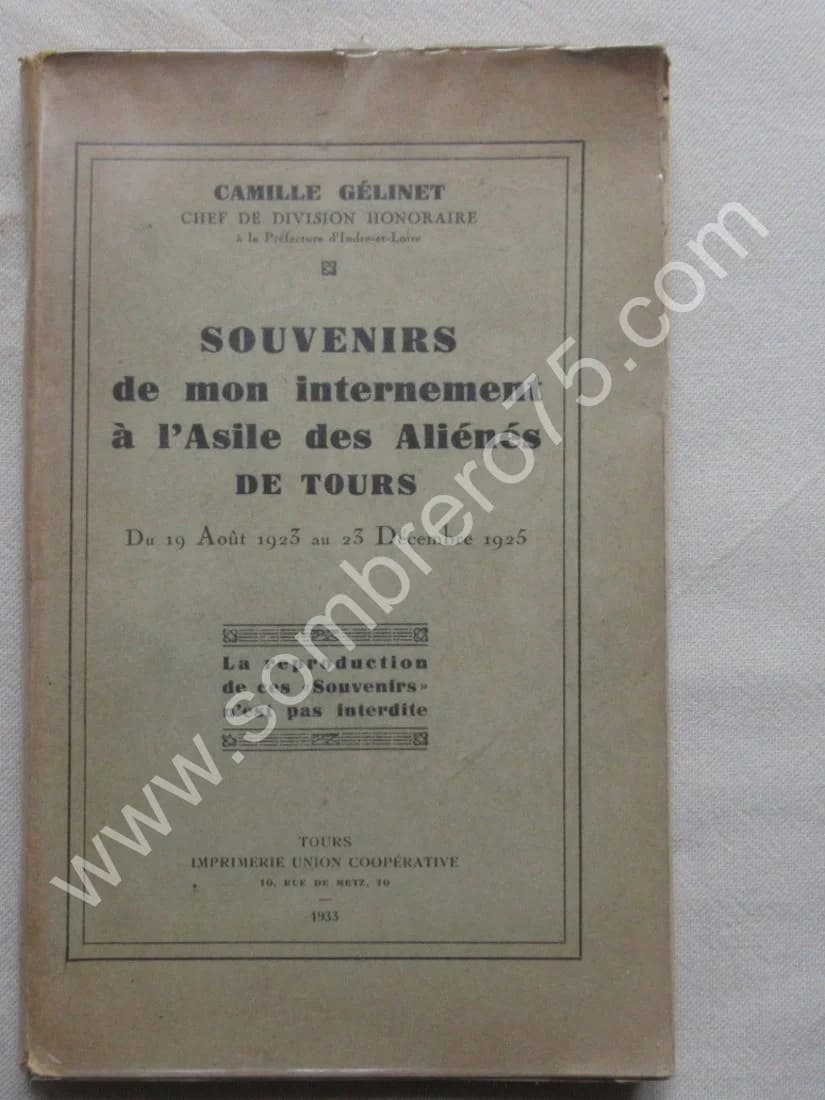 CAMILLE GÉLINET
CHEF DE DIVISION HONORAIRE
à la Préfecture d'Indre-et-Loire
SOUVENIRS
de mon internement
à l'Asile des Aliénés
DE TOURS
Du 19 Août 1923 au 23 Décembre 1925
La reproduction
de ces «Souvenirs»
n'est pas interdite
TOURS
IMPRIMERIE UNION COOPÉRATIVE
10, RUE DE METZ, 10
1933
www.sombrero75.com